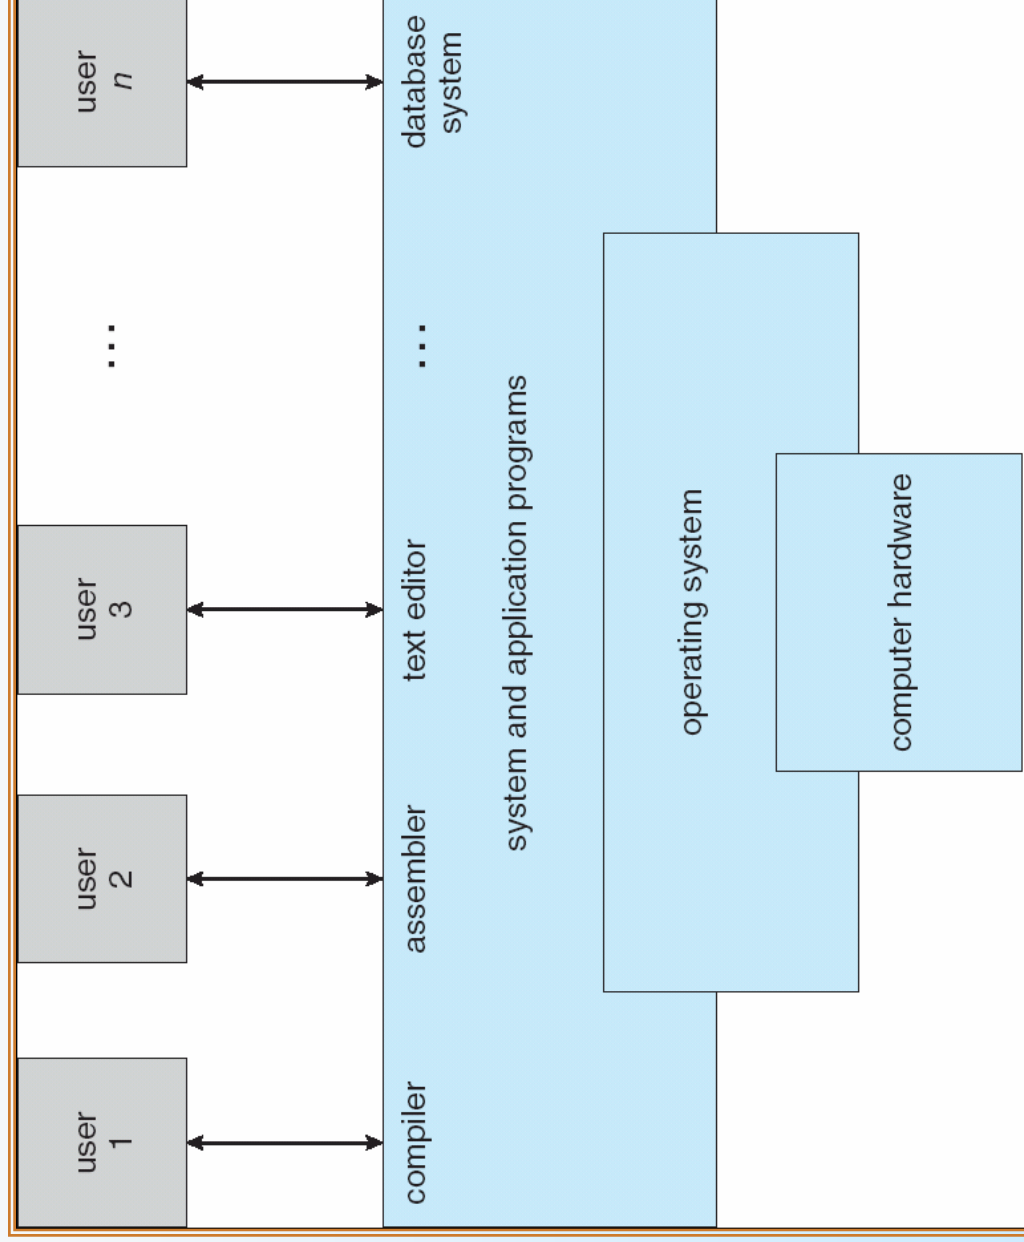 user
1
user
2
user
3
…
user
n
compiler
assembler
text editor
…
database
system
system and application programs
operating system
computer hardware